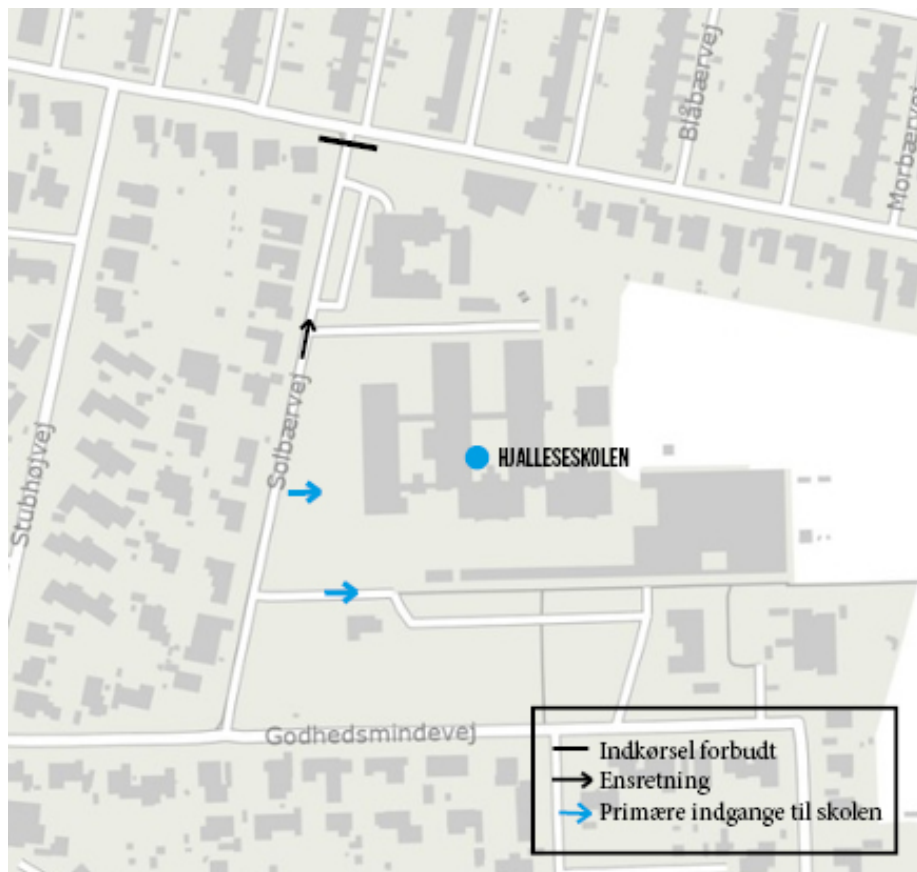 Blåbærvej
Morbærvej
Solbærvej
Stubhøjvej
HJALLESESKOLEN
Godhedsmindevej
Indkørsel forbudt
Ensretning
Primære indgange til skolen